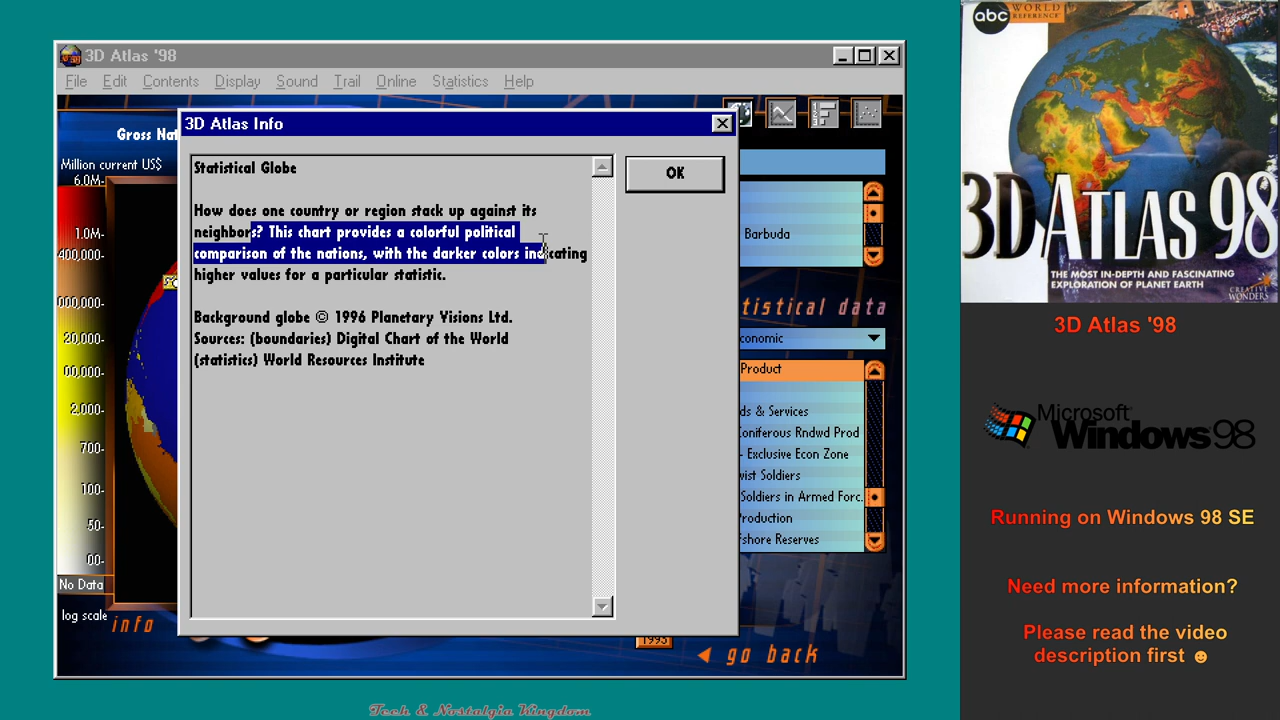 3D Atlas '98
File Edit Contents Display Sound Trail Online Statistics Help
Gross Nat
Million current US$
6.0M-
1.0M-
400,000-
000,000-
20,000-
00,000-
2,000-
700-
100-
50-
00-
No Data
log scale
info
3D Atlas Info
Statistical Globe
How does one country or region stack up against its
neighbors? This chart provides a colorful political
comparison of the nations, with the darker colors indicating
higher values for a particular statistic.
Background globe © 1996 Planetary Visions Ltd.
Sources: (boundaries) Digital Chart of the World
(statistics) World Resources Institute
OK
Barbuda
tistical data
conomic
Product
ds & Services
Coniferous Rndwd Prod
- Exclusive Econ Zone
vist Soldiers
Soldiers in Armed Forc.
Production
fshore Reserves
1995
go back
Tech & Nostalgia Kingdom
abc WORLD
REFERENCE
3D ATLAS 98
THE MOST IN-DEPTH AND FASCINATING
EXPLORATION OF PLANET EARTH
CREATIVE
WONDERS
3D Atlas '98
Microsoft
Windows 98
Running on Windows 98 SE
Need more information?
Please read the video
description first ☻